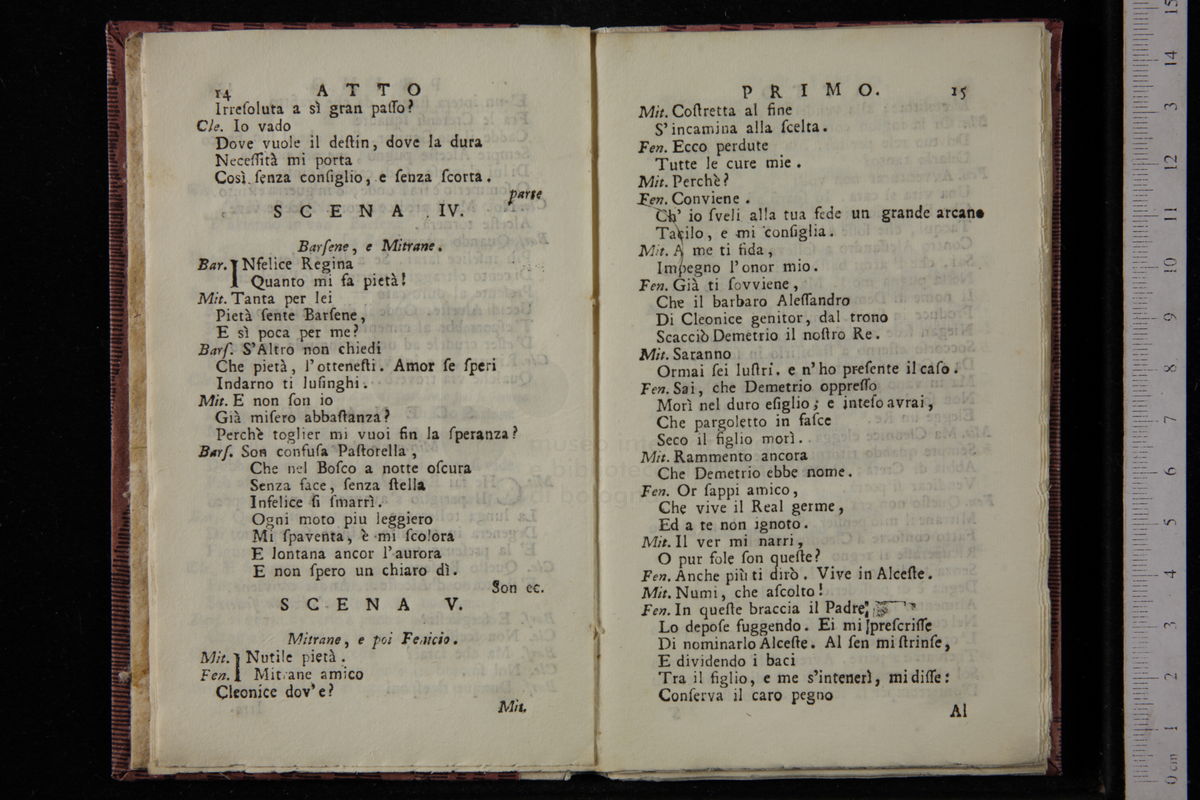 14 ATTO
Irreſoluta a sì gran paſſo?
Cle. Io vado
Dove vuole il deſtin, dove la dura
Neceſſità mi porta
Così ſenza conſiglio, e ſenza ſcorta.
parte
SCENA IV.
Barſene, e Mitrane.
Bar. INfelice Regina
Quanto mi fa pietà!
Mit. Tanta per lei
Pietà ſente Barſene,
E sì poca per me?
Barſ. S'Altro non chiedi
Che pietà, l'otteneſti. Amor ſe ſperi
Indarno ti luſinghi.
Mit. E non ſon io
Già miſero abbaſtanza?
Perchè toglier mi vuoi fin la ſperanza?
Barſ. Son confuſa Paſtorella,
Che nel Boſco a notte oſcura
Senza face, ſenza ſtella
Infelice ſi ſmarrì.
Ogni moto piu leggiero
Mi ſpaventa, e mi ſcolora
E lontana ancor l'aurora
E non ſpero un chiaro dì.
Son ec.
SCENA V.
Mitrane, e poi Fenicio.
Mit. INutile pietà.
Fen. Mitrane amico
Cleonice dov'e?
Mit.
PRIMO. 15
Mit. Coſtretta al fine
S'incamina alla ſcelta.
Fen. Ecco perdute
Tutte le cure mie.
Mit. Perchè?
Fen. Conviene.
Ch' io ſveli alla tua fede un grande arcano
Tacilo, e mi conſiglia.
Mit. A me ti fida,
Impegno l'onor mio.
Fen. Già ti ſovviene,
Che il barbaro Aleſſandro
Di Cleonice genitor, dal trono
Scacciò Demetrio il noſtro Re.
Mit. Saranno
Ormai ſei luſtri. e n'ho preſente il caſo.
Fen. Sai, che Demetrio oppreſſo
Morì nel duro eſiglio; e inteſo avrai,
Che pargoletto in faſce
Seco il figlio morì.
Mit. Rammento ancora
Che Demetrio ebbe nome.
Fen. Or ſappi amico,
Che vive il Real germe,
Ed a te non ignoto.
Mit. Il ver mi narri,
O pur fole ſon queſte?
Fen. Anche più ti dirò. Vive in Alceſte.
Mit. Numi, che aſcolto!
Fen. In queſte braccia il Padre
Lo depoſe fuggendo. Ei mi preſcriſſe
Di nominarlo Alceſte. Al ſen mi ſtrinſe,
E dividendo i baci
Tra il figlio, e me s'intenerì, mi diſſe:
Conſerva il caro pegno
Al